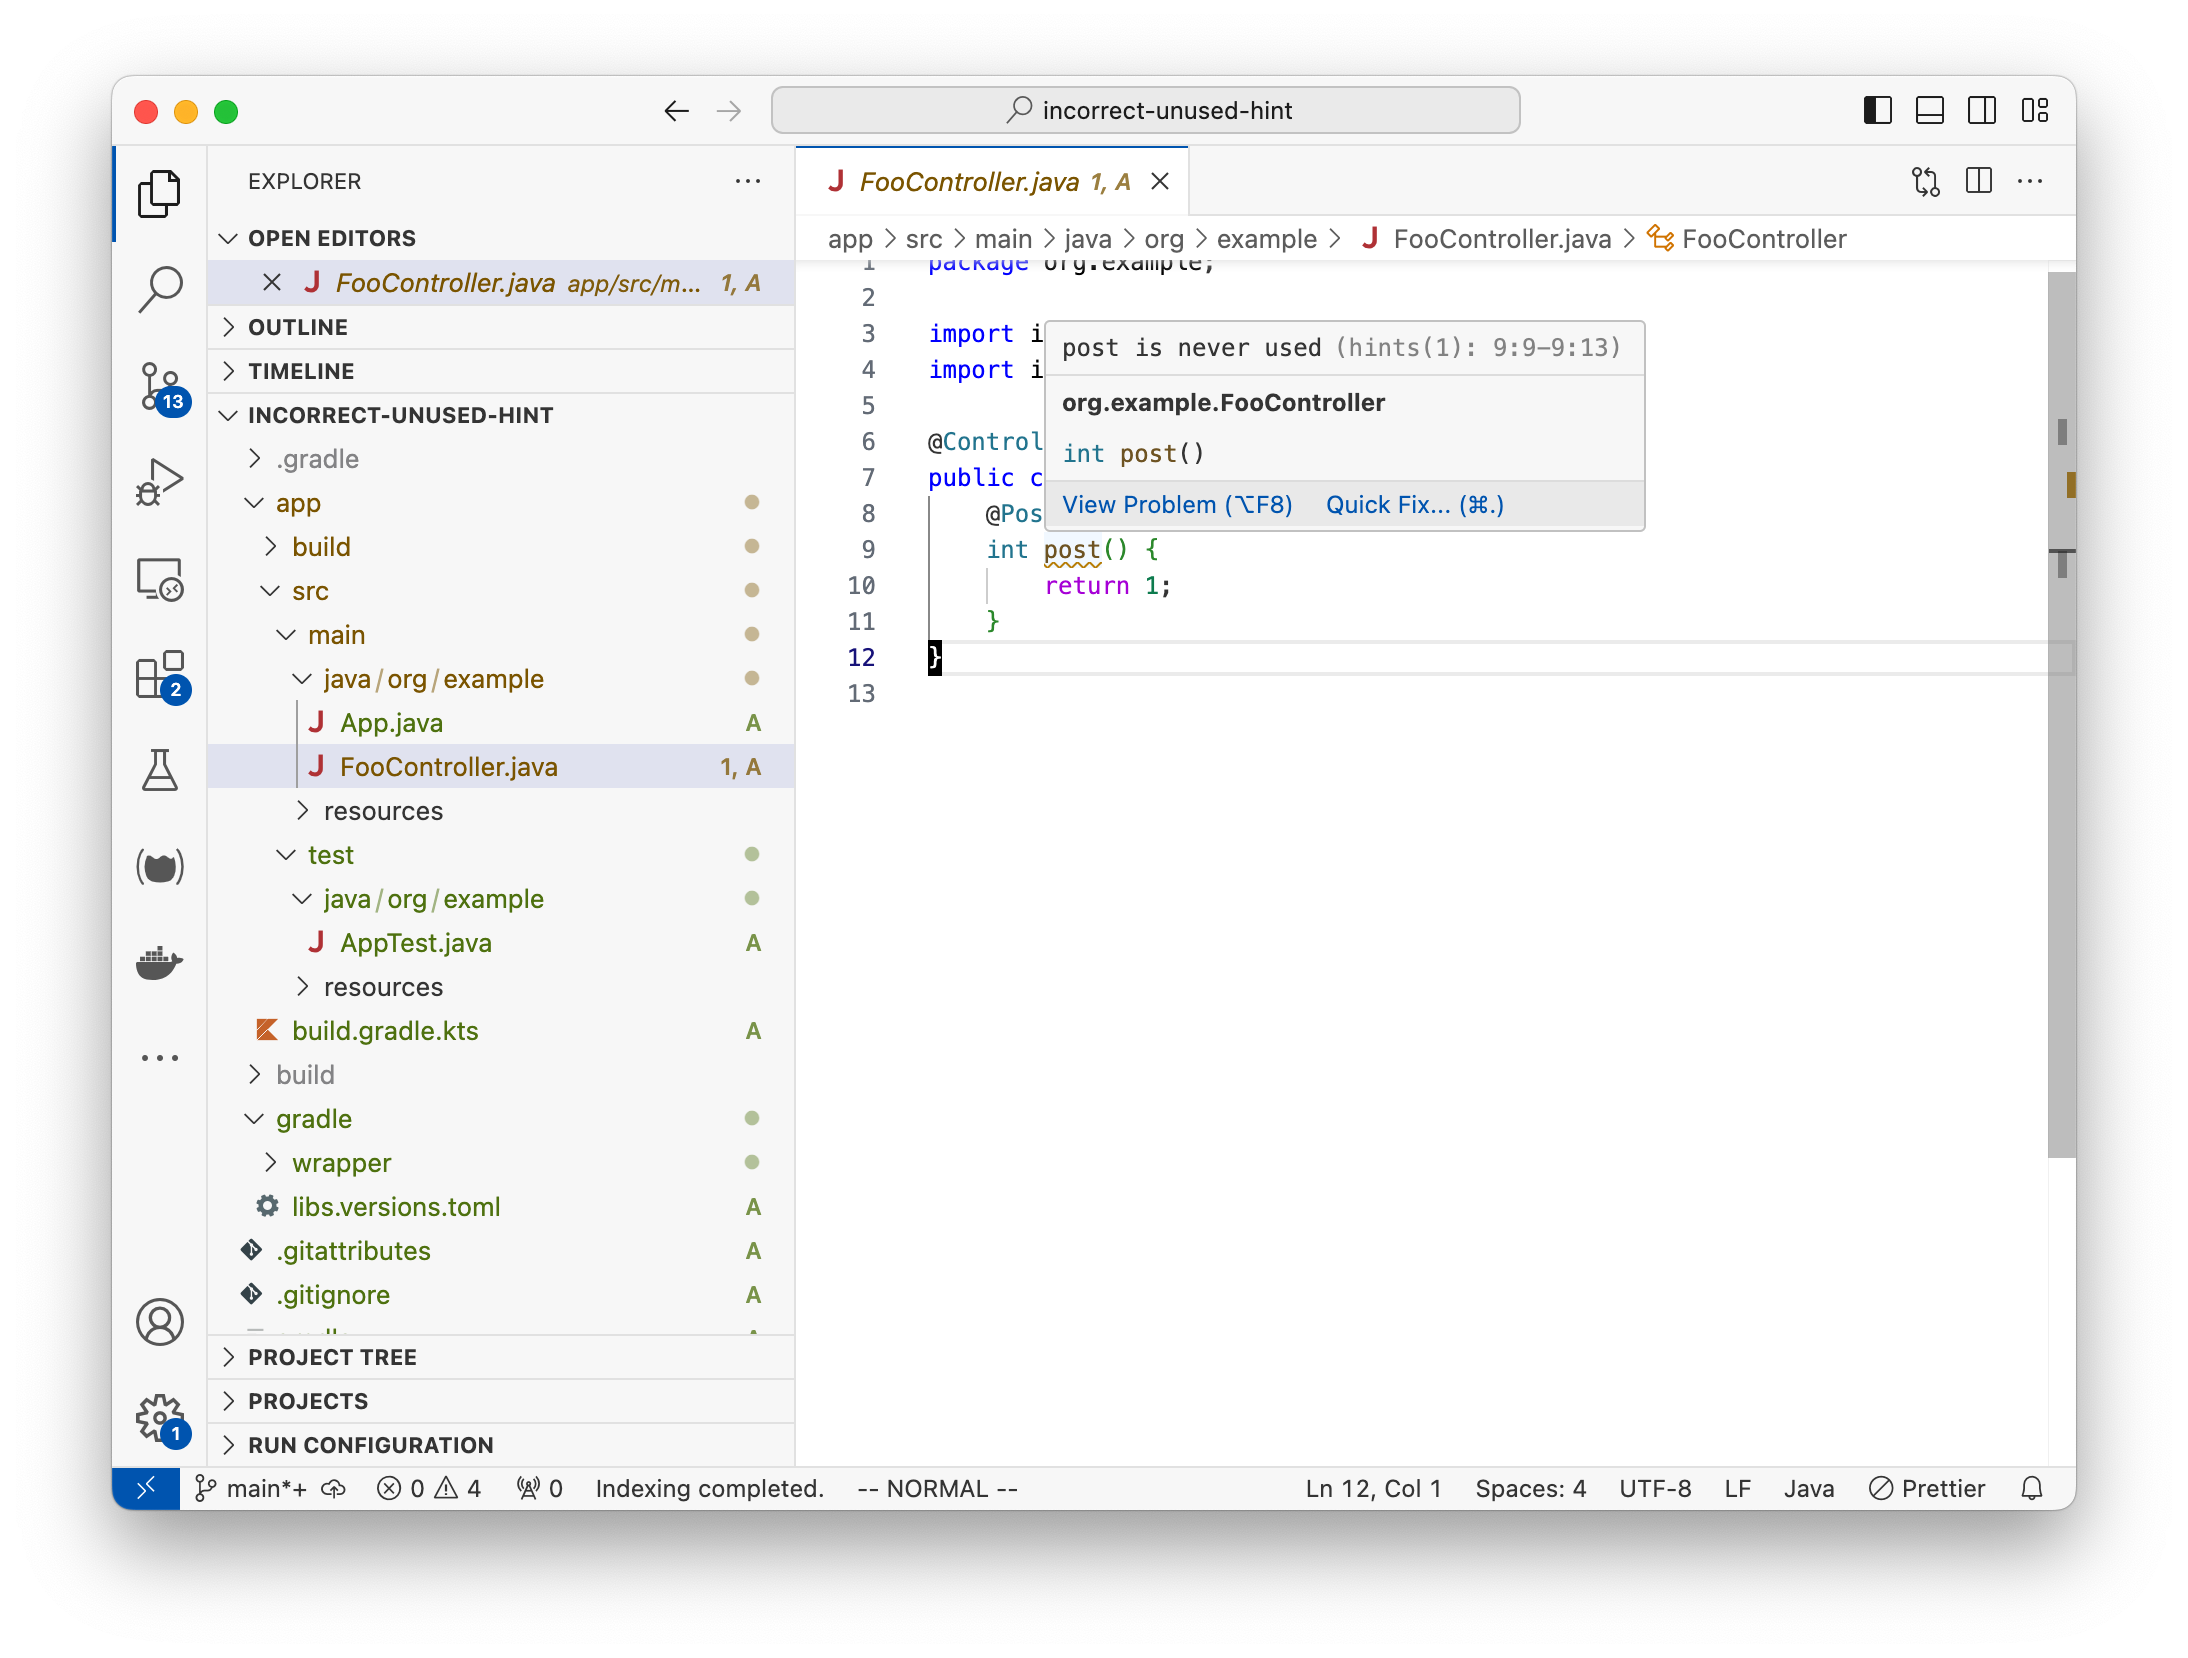 incorrect-unused-hint
EXPLORER
OPEN EDITORS
FooController.java app/src/m... 1, A
OUTLINE
TIMELINE
INCORRECT-UNUSED-HINT
.gradle
app
build
src
main
java/org/example
App.java A
FooController.java 1, A
resources
test
java/org/example
AppTest.java A
resources
build.gradle.kts A
build
gradle
wrapper
libs.versions.toml A
.gitattributes A
.gitignore A
PROJECT TREE
PROJECTS
RUN CONFIGURATION
13
2
1
FooController.java 1, A
app > src > main > java > org > example > FooController.java > FooController
1 package org.example;
2
3 import i
4 import i
5
6 @Control
7 public c
8 @Pos
9 int post() {
10 return 1;
11 }
12 }
13
post is never used (hints(1): 9:9–9:13)
org.example.FooController
int post()
View Problem (⌥F8) Quick Fix... (⌘.)
main*+ 0 4 0 Indexing completed. -- NORMAL -- Ln 12, Col 1 Spaces: 4 UTF-8 LF Java Prettier